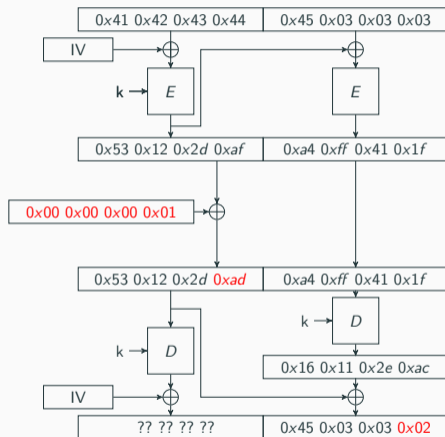 0x41 0x42 0x43 0x44 0x45 0x03 0x03 0x03
IV
k E E
0x53 0x12 0x2d 0xaf 0xa4 0xff 0x41 0x1f
0x00 0x00 0x00 0x01
0x53 0x12 0x2d 0xad 0xa4 0xff 0x41 0x1f
k D
k D
0x16 0x11 0x2e 0xac
IV
?? ?? ?? ?? 0x45 0x03 0x03 0x02